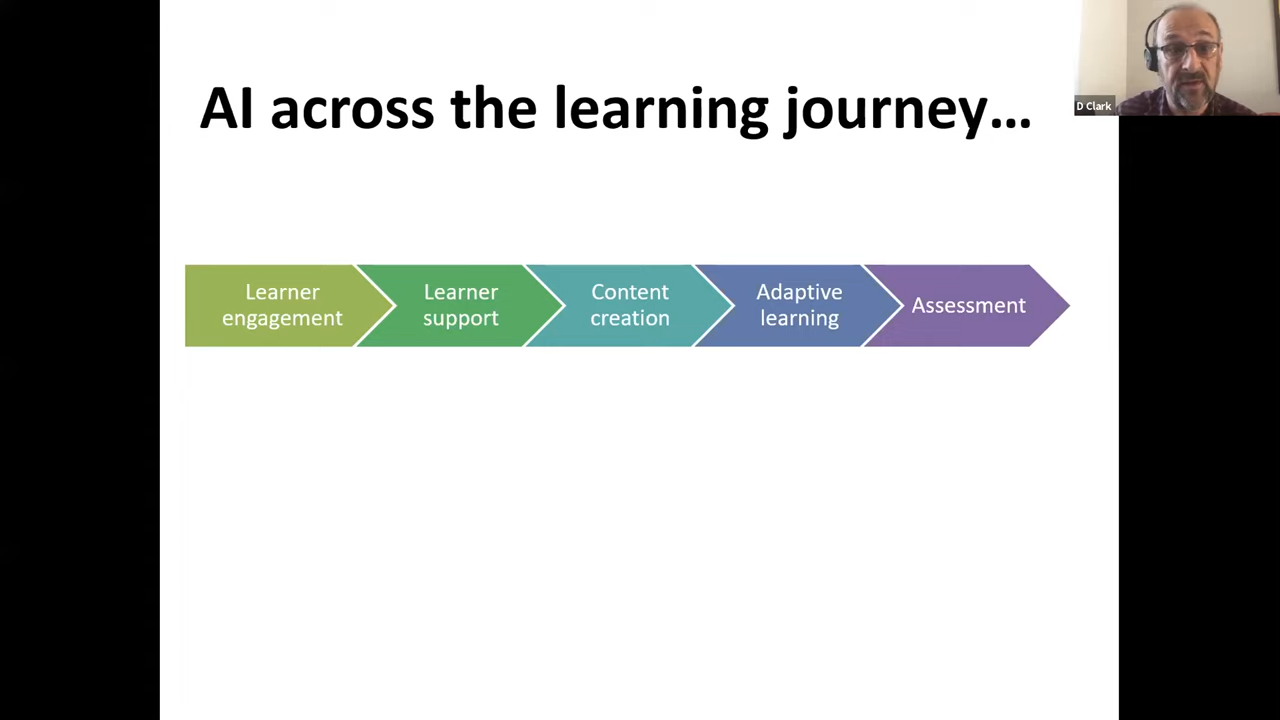 AI across the learning journey…
D Clark
Learner
engagement
Learner
support
Content
creation
Adaptive
learning
Assessment